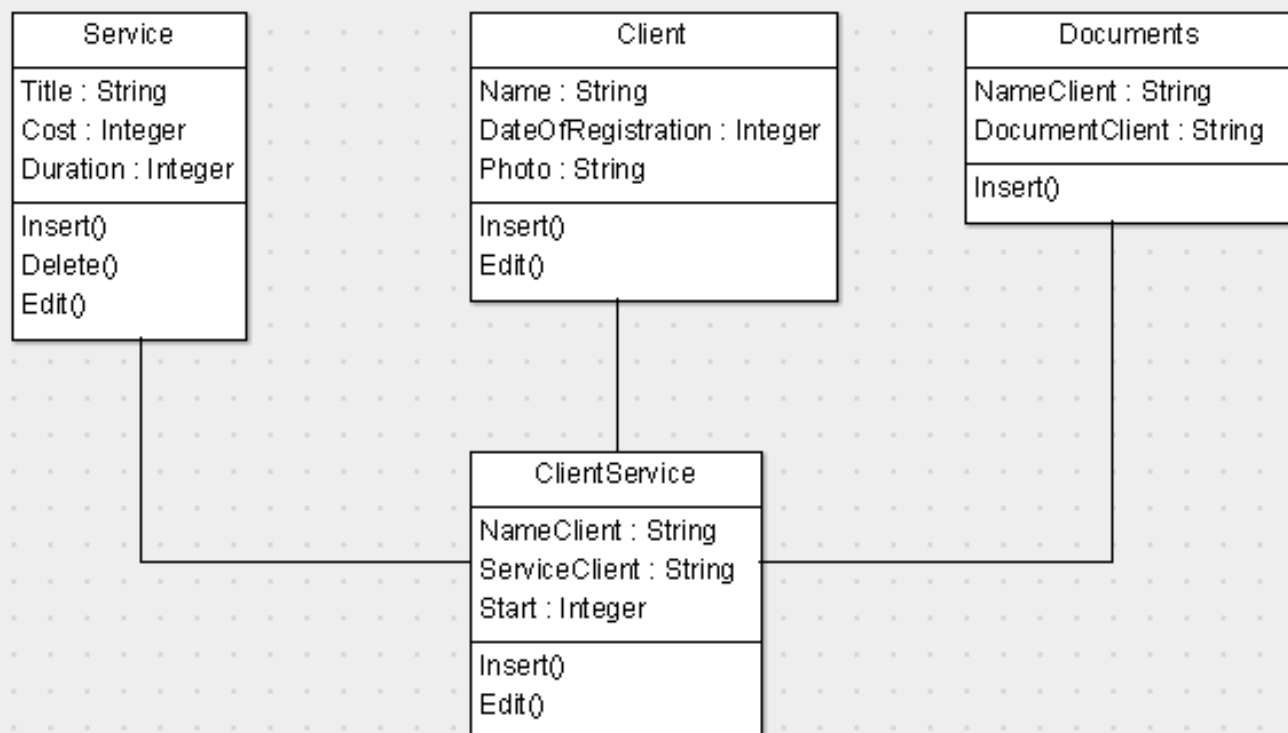 Service
Title : String
Cost : Integer
Duration : Integer
Insert()
Delete()
Edit()
Client
Name : String
DateOfRegistration : Integer
Photo : String
Insert()
Edit()
Documents
NameClient : String
DocumentClient : String
Insert()
ClientService
NameClient : String
ServiceClient : String
Start : Integer
Insert()
Edit()